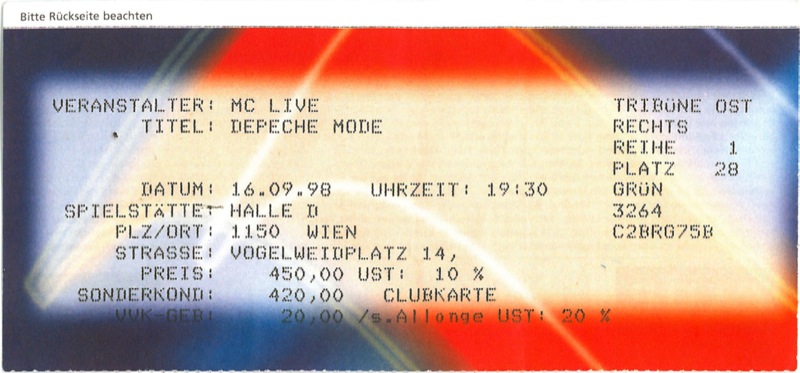 Bitte Rückseite beachten
VERANSTALTER: MC LIVE
TITEL: DEPECHE MODE
DATUM: 16.09.98 UHRZEIT: 19:30
SPIELSTÄTTE: HALLE D
PLZ/ORT: 1150 WIEN
STRASSE: VOGELWEIDPLATZ 14,
PREIS: 450,00 UST: 10 %
SONDERKOND: 420,00 CLUBKARTE
VVK-GEB: 20,00 /s.Allonge UST: 20 %
TRIBÜNE OST
RECHTS
REIHE 1
PLATZ 28
GRÜN
3264
C2BRG75B